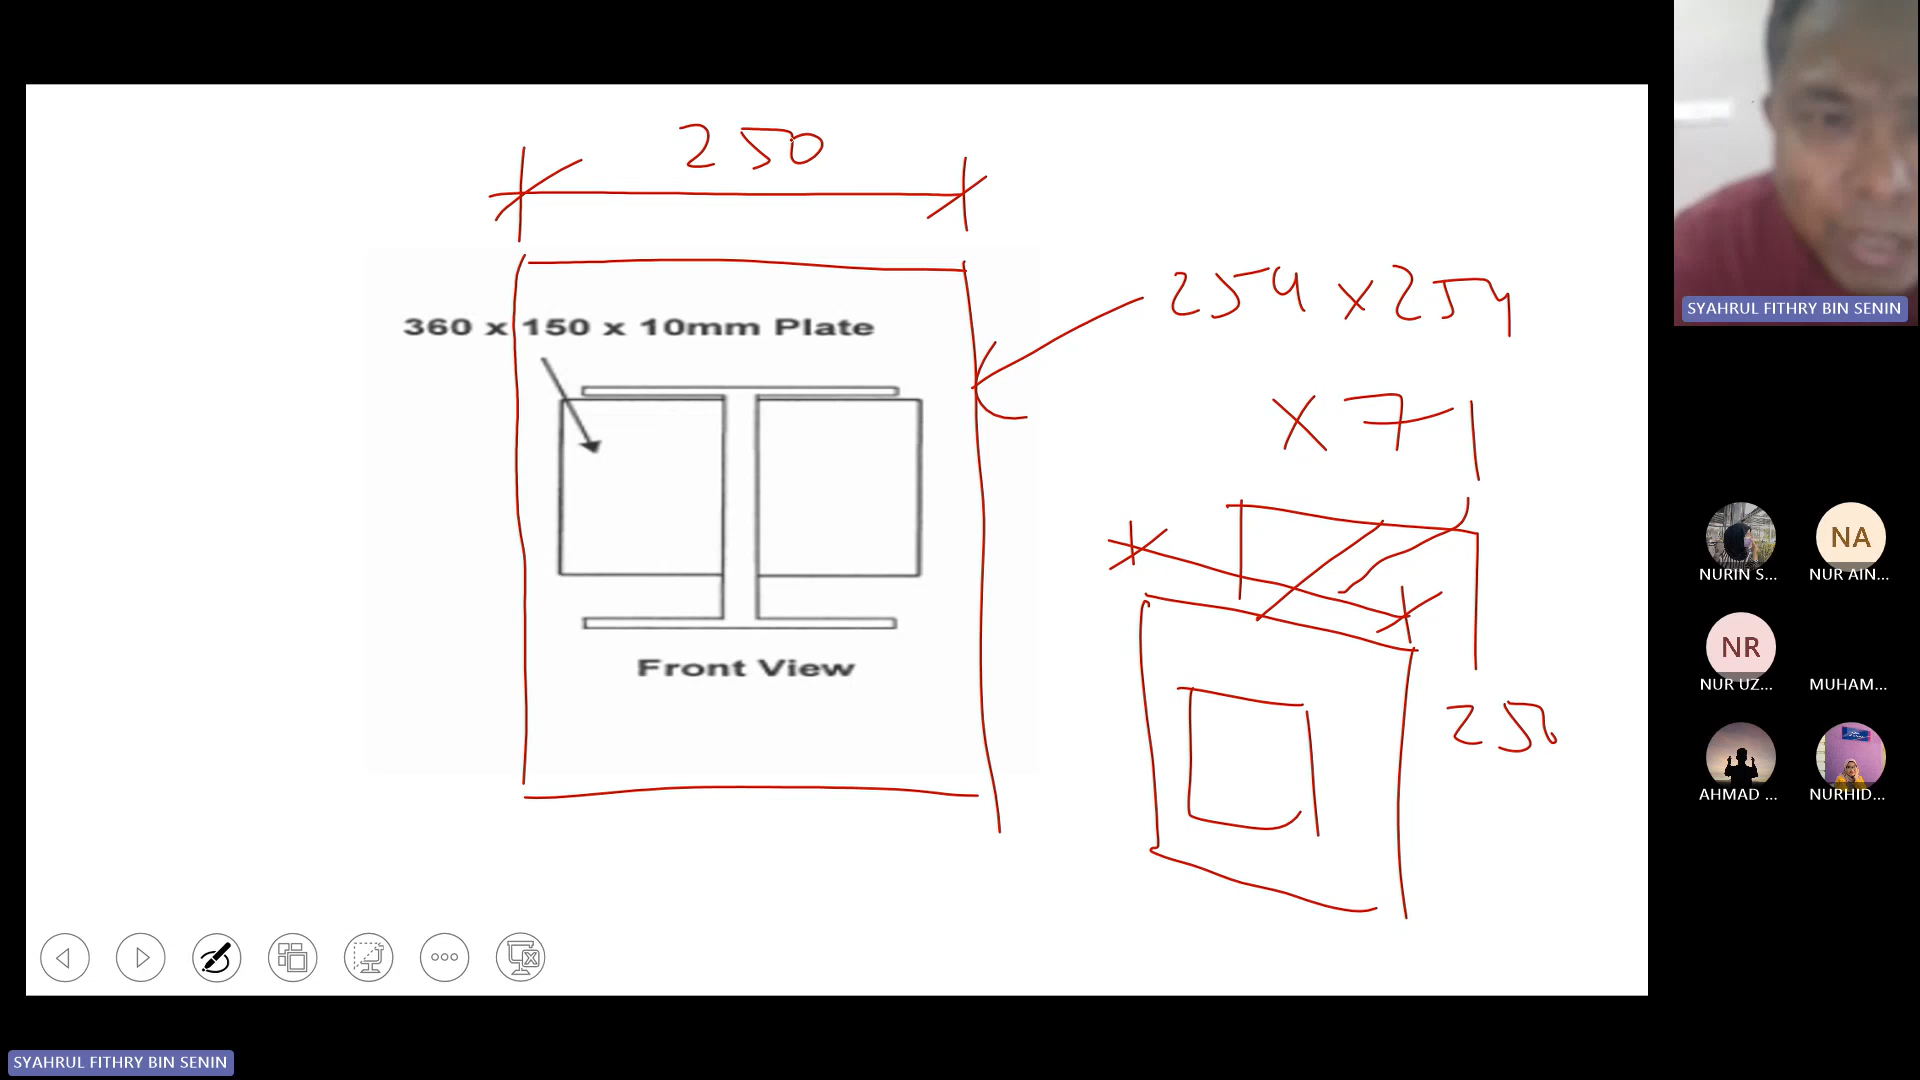 250
360 x 150 x 10mm Plate
254 x 254
x 71
Front View
250
SYAHRUL FITHRY BIN SENIN
NA
NURIN S...
NUR AIN...
NR
NUR UZ...
MUHAM...
AHMAD ...
NURHID...
SYAHRUL FITHRY BIN SENIN